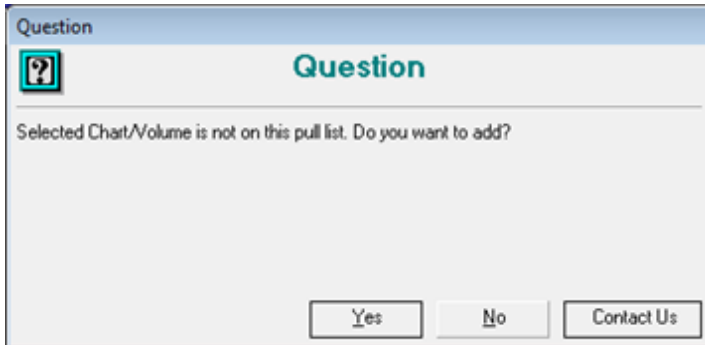 Question
Question
Selected Chart/Volume is not on this pull list. Do you want to add?
Yes No Contact Us